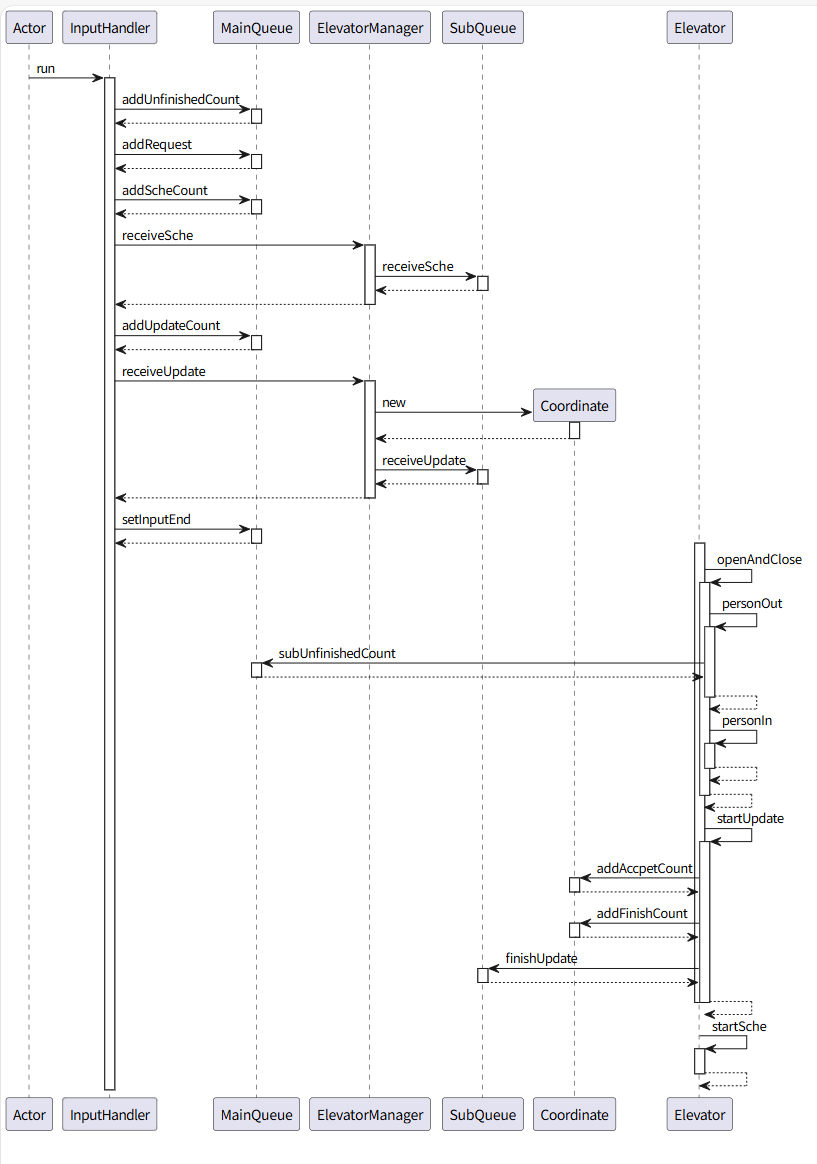 Actor InputHandler MainQueue ElevatorManager SubQueue Elevator
run
addUnfinishedCount
addRequest
addScheCount
receiveSche
receiveSche
addUpdateCount
receiveUpdate
new Coordinate
receiveUpdate
setInputEnd
openAndClose
personOut
subUnfinishedCount
personIn
startUpdate
addAccpetCount
addFinishCount
finishUpdate
startSche
Actor InputHandler MainQueue ElevatorManager SubQueue Coordinate Elevator